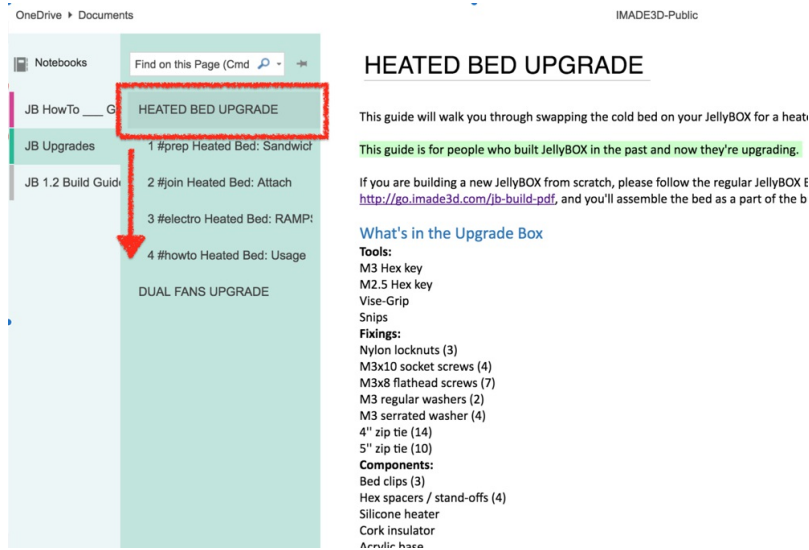 OneDrive ▸ Documents
IMADE3D-Public
Notebooks
Find on this Page (Cmd
JB HowTo ___ G
JB Upgrades
JB 1.2 Build Guid
HEATED BED UPGRADE
1 #prep Heated Bed: Sandwich
2 #join Heated Bed: Attach
3 #electro Heated Bed: RAMPS
4 #howto Heated Bed: Usage
DUAL FANS UPGRADE
HEATED BED UPGRADE
This guide will walk you through swapping the cold bed on your JellyBOX for a heate
This guide is for people who built JellyBOX in the past and now they're upgrading.
If you are building a new JellyBOX from scratch, please follow the regular JellyBOX B
http://go.imade3d.com/jb-build-pdf, and you'll assemble the bed as a part of the b
What's in the Upgrade Box
Tools:
M3 Hex key
M2.5 Hex key
Vise-Grip
Snips
Fixings:
Nylon locknuts (3)
M3x10 socket screws (4)
M3x8 flathead screws (7)
M3 regular washers (2)
M3 serrated washer (4)
4'' zip tie (14)
5'' zip tie (10)
Components:
Bed clips (3)
Hex spacers / stand-offs (4)
Silicone heater
Cork insulator
Acrylic base